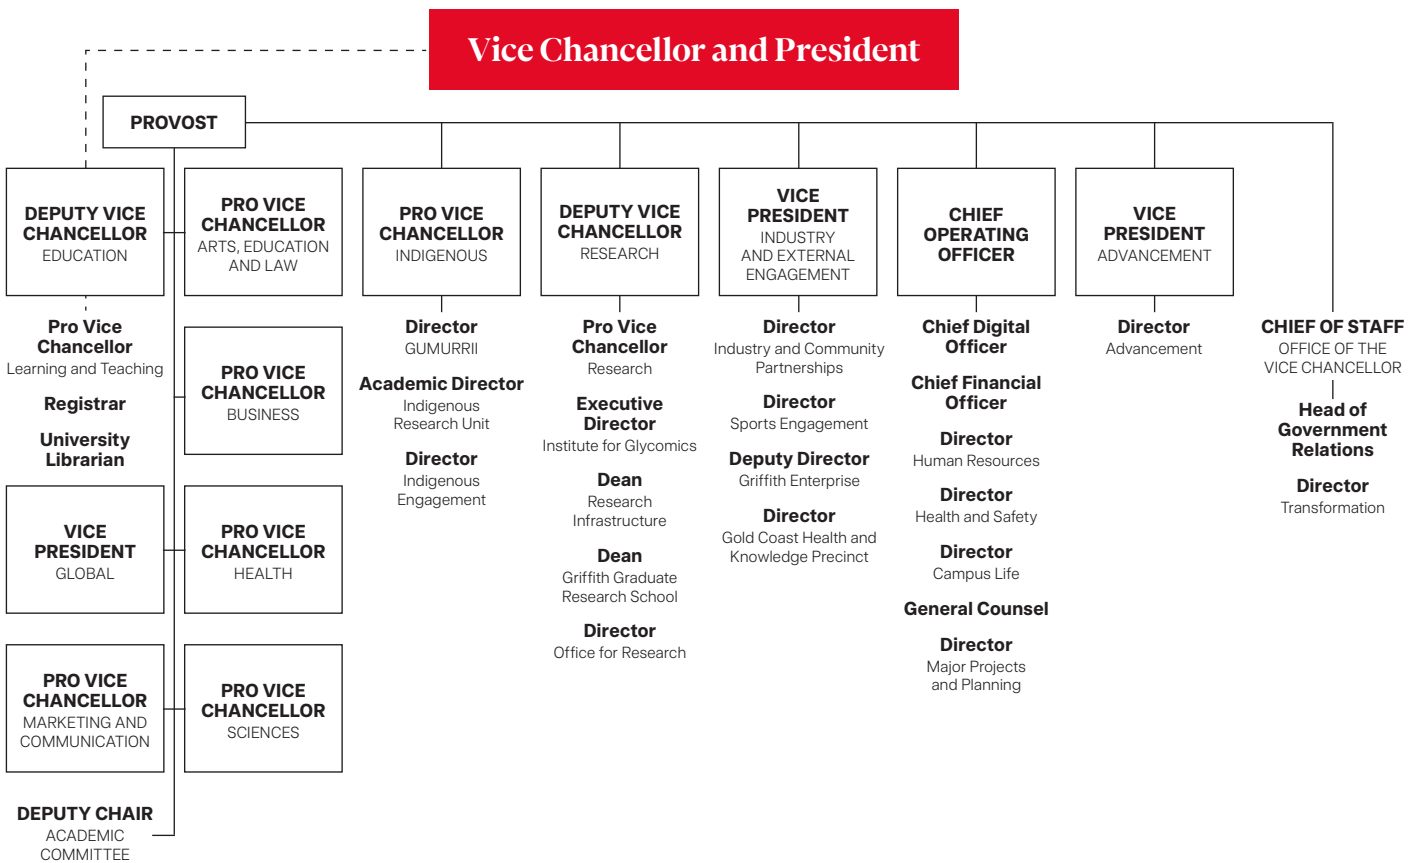 Vice Chancellor and President
PROVOST
DEPUTY VICE
CHANCELLOR
EDUCATION
Pro Vice
Chancellor
Learning and Teaching
Registrar
University
Librarian
VICE
PRESIDENT
GLOBAL
PRO VICE
CHANCELLOR
MARKETING AND
COMMUNICATION
DEPUTY CHAIR
ACADEMIC
COMMITTEE
PRO VICE
CHANCELLOR
ARTS, EDUCATION
AND LAW
PRO VICE
CHANCELLOR
BUSINESS
PRO VICE
CHANCELLOR
HEALTH
PRO VICE
CHANCELLOR
SCIENCES
PRO VICE
CHANCELLOR
INDIGENOUS
Director
GUMURRII
Academic Director
Indigenous
Research Unit
Director
Indigenous
Engagement
DEPUTY VICE
CHANCELLOR
RESEARCH
Pro Vice
Chancellor
Research
Executive
Director
Institute for Glycomics
Dean
Research
Infrastructure
Dean
Griffith Graduate
Research School
Director
Office for Research
VICE
PRESIDENT
INDUSTRY
AND EXTERNAL
ENGAGEMENT
Director
Industry and Community
Partnerships
Director
Sports Engagement
Deputy Director
Griffith Enterprise
Director
Gold Coast Health and
Knowledge Precinct
CHIEF
OPERATING
OFFICER
Chief Digital
Officer
Chief Financial
Officer
Director
Human Resources
Director
Health and Safety
Director
Campus Life
General Counsel
Director
Major Projects
and Planning
VICE
PRESIDENT
ADVANCEMENT
Director
Advancement
CHIEF OF STAFF
OFFICE OF THE
VICE CHANCELLOR
Head of
Government
Relations
Director
Transformation